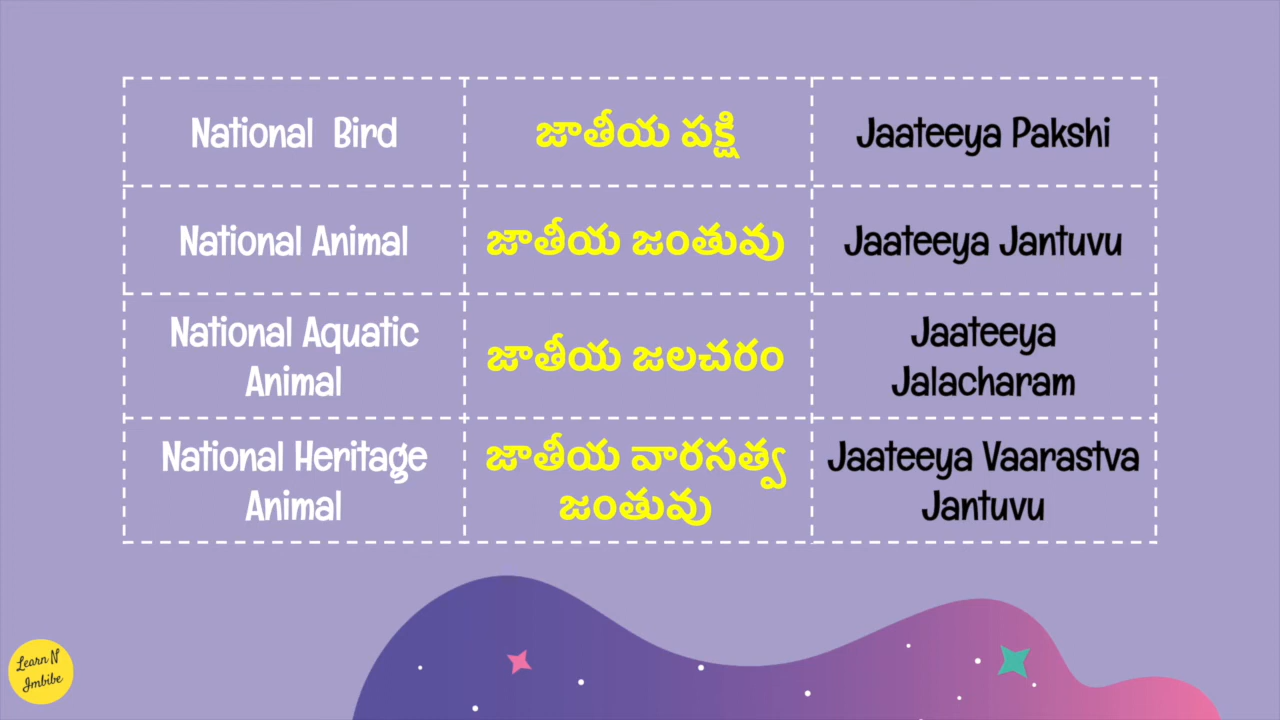 National Bird
జాతీయ పక్షి
Jaateeya Pakshi
National Animal
జాతీయ జంతువు
Jaateeya Jantuvu
National Aquatic
Animal
జాతీయ జలచరం
Jaateeya
Jalacharam
National Heritage
Animal
జాతీయ వారసత్వ
జంతువు
Jaateeya Vaarastva
Jantuvu
Learn N
Imbibe